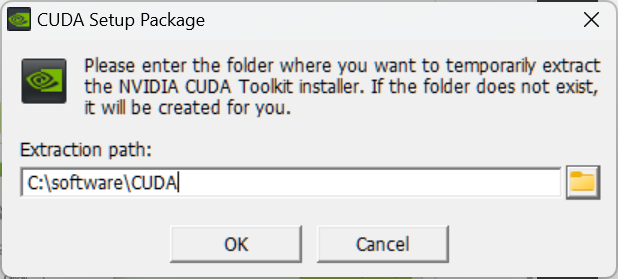 CUDA Setup Package
Please enter the folder where you want to temporarily extract
the NVIDIA CUDA Toolkit installer. If the folder does not exist,
it will be created for you.
Extraction path:
C:\software\CUDA
OK
Cancel